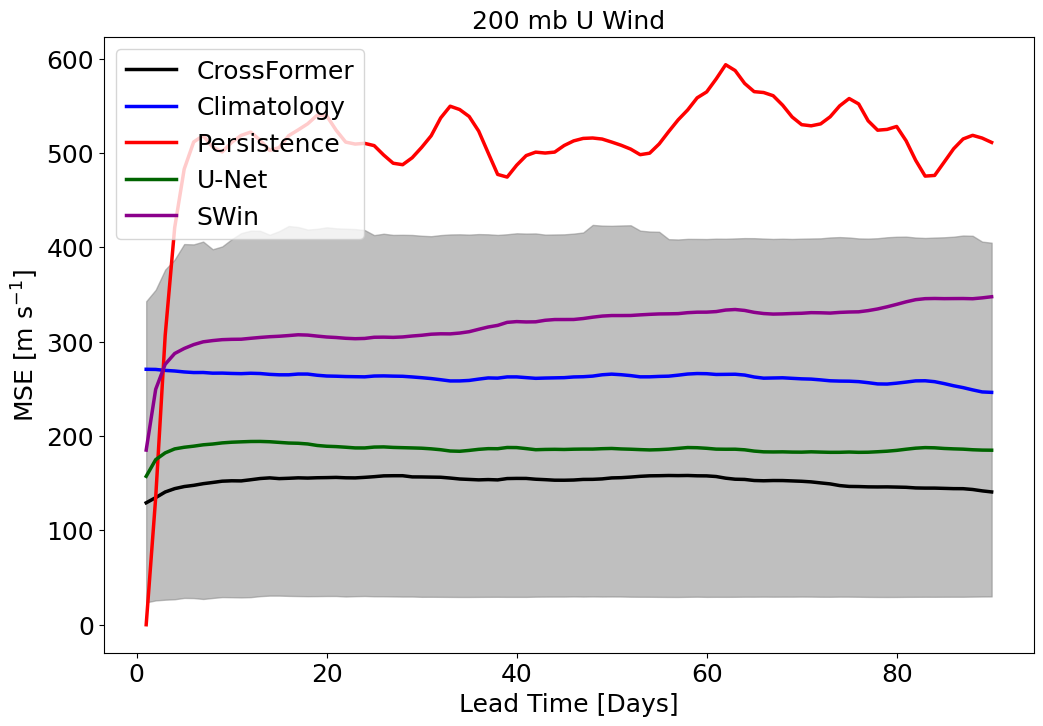 200 mb U Wind
CrossFormer
Climatology
Persistence
U-Net
SWin
600
500
400
300
200
100
0
MSE [m s⁻¹]
0 20 40 60 80
Lead Time [Days]